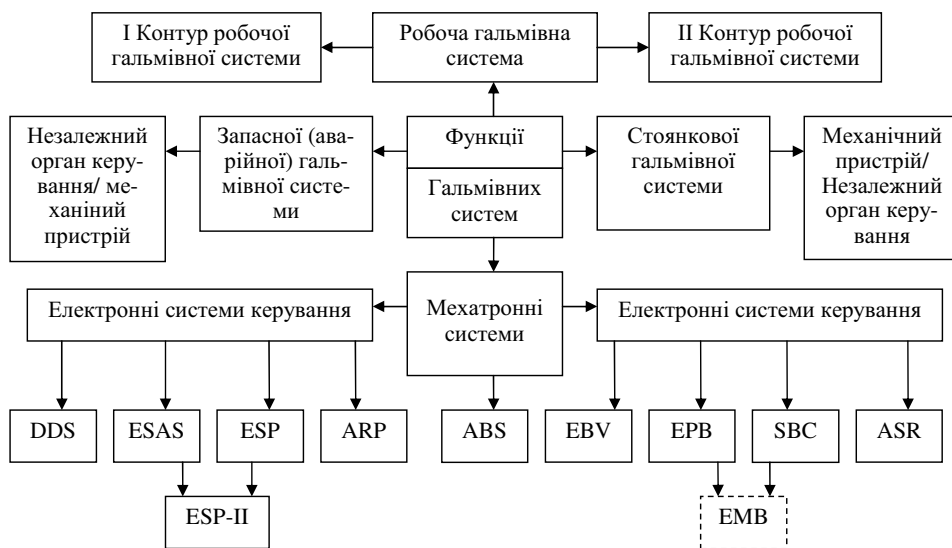 І Контур робочої
гальмівної системи
Робоча гальмівна
система
ІІ Контур робочої
гальмівної системи
Незалежний
орган керу-
вання/ ме-
ханіний
пристрій
Запасної (ава-
рійної) галь-
мівної систе-
ми
Функції
Гальмівних
систем
Стоянкової
гальмівної
системи
Механічний
пристрій/
Незалежний
орган керу-
вання
Електронні системи керування
Мехатронні
системи
Електронні системи керування
DDS
ESAS
ESP
ARP
ABS
EBV
EPB
SBC
ASR
ESP-II
EMB